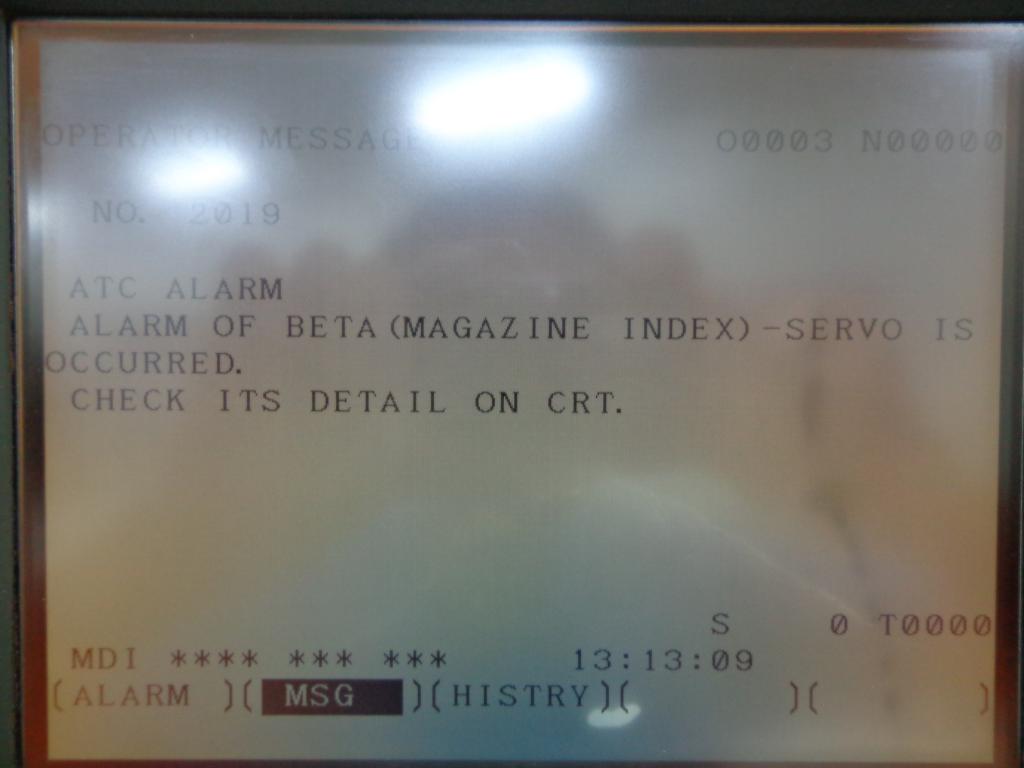 OPERATOR MESSAGE O0003 N00000
NO. 2019
ATC ALARM
ALARM OF BETA(MAGAZINE INDEX)-SERVO IS
OCCURRED.
CHECK ITS DETAIL ON CRT.
S 0 T0000
MDI **** *** *** 13:13:09
(ALARM )( MSG )(HISTRY)( )( )